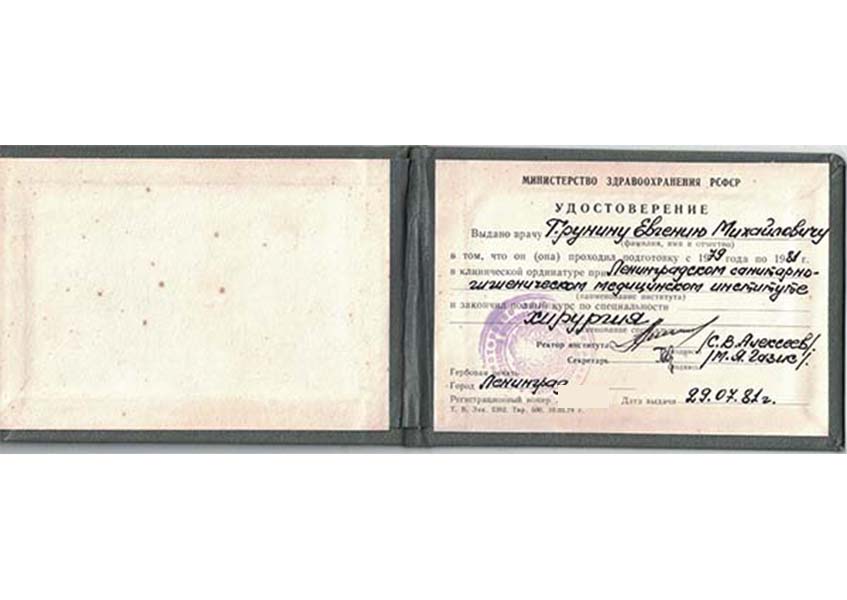 МИНИСТЕРСТВО ЗДРАВООХРАНЕНИЯ РСФСР
УДОСТОВЕРЕНИЕ
Выдано врачу Грунину Евгению Михайловичу
(фамилия, имя и отчество)
в том, что он (она) проходил подготовку с 1979 года по 1981 г.
в клинической ординатуре при Ленинградском санитарно-
гигиеническом медицинском институте
(наименование института)
и закончил полный курс по специальности
хирургия
Ректор института /С.В.Алексеев/
Секретарь
Гербовая печать
Город Ленинград
Регистрационный номер Дата выдачи 29.07.81г.